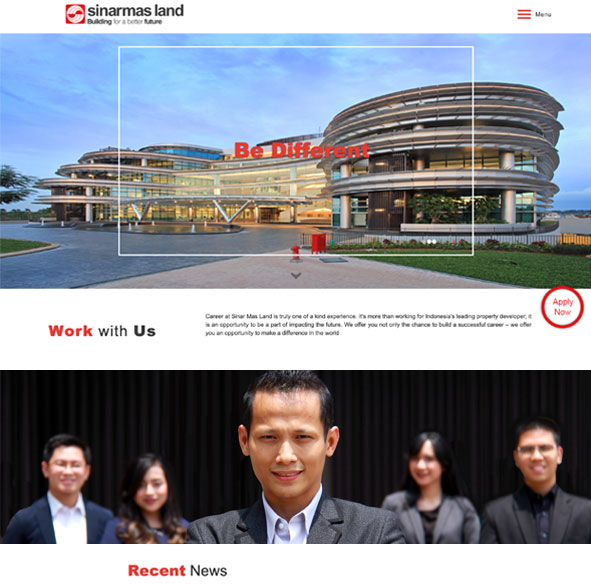 sinarmas land
Building for a better future
Menu
Be Different
Work with Us
Career at Sinar Mas Land is truly one of a kind experience. It's more than working for Indonesia's leading property developer; it
is an opportunity to be a part of impacting the future. We offer you not only the chance to build a successful career – we offer
you an opportunity to make a difference in the world
Apply
Now
Recent News